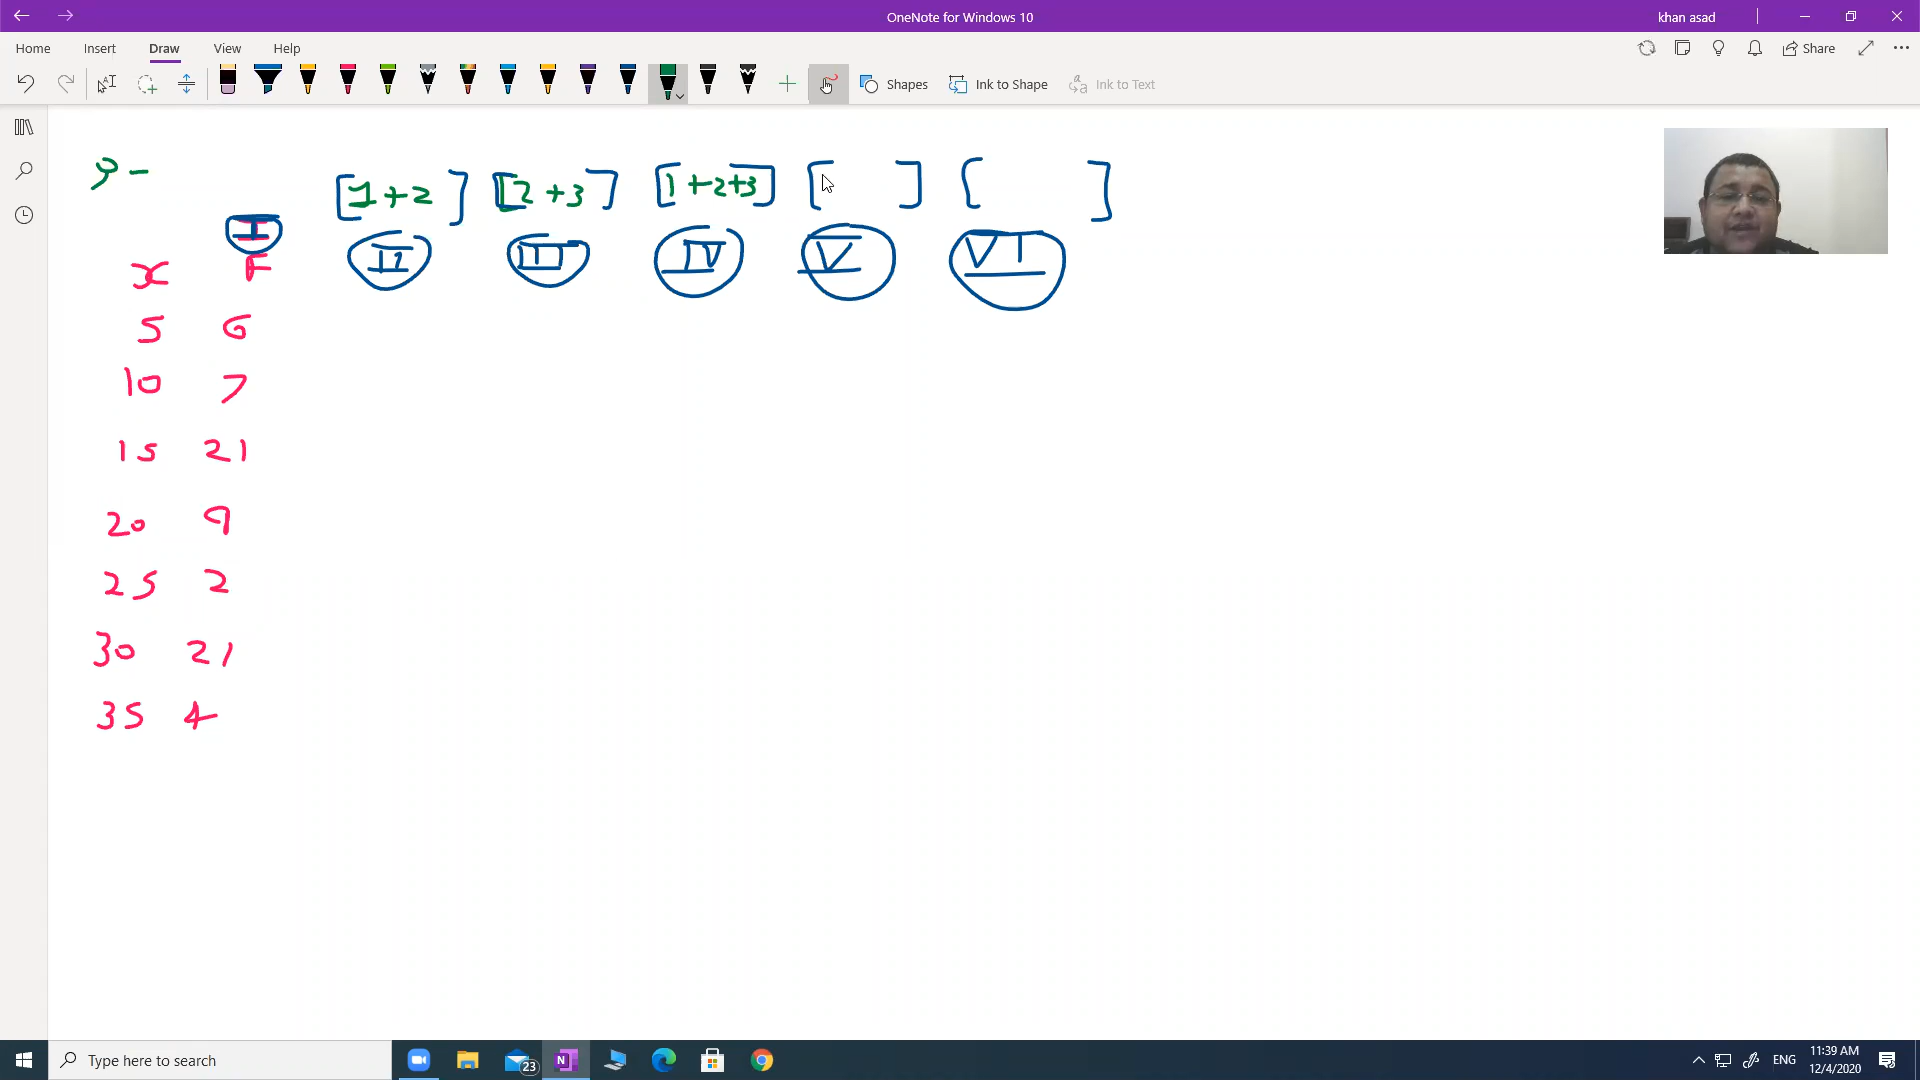 OneNote for Windows 10
khan asad
Home Insert Draw View Help
Share
Shapes
Ink to Shape
Ink to Text
[1+2] [2+3] [1+2+3] [ ] [ ]
I II III IV V VI
x F
5 6
10 7
15 21
20 9
25 2
30 21
35 4
Type here to search
23
ENG
11:39 AM
12/4/2020